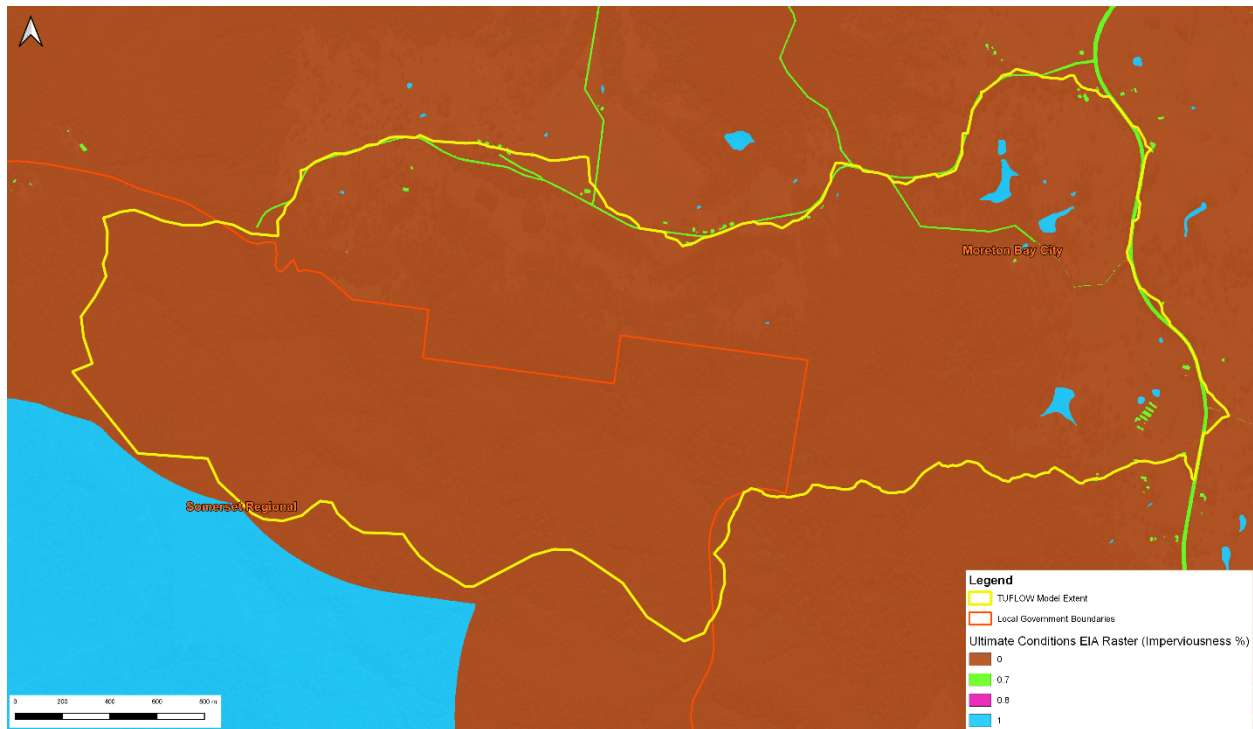 Moreton Bay City
Somerset Regional
Legend
TUFLOW Model Extent
Local Government Boundaries
Ultimate Conditions EIA Raster (Imperviousness %)
0
0.7
0.8
1
0 200 400 600 800 m